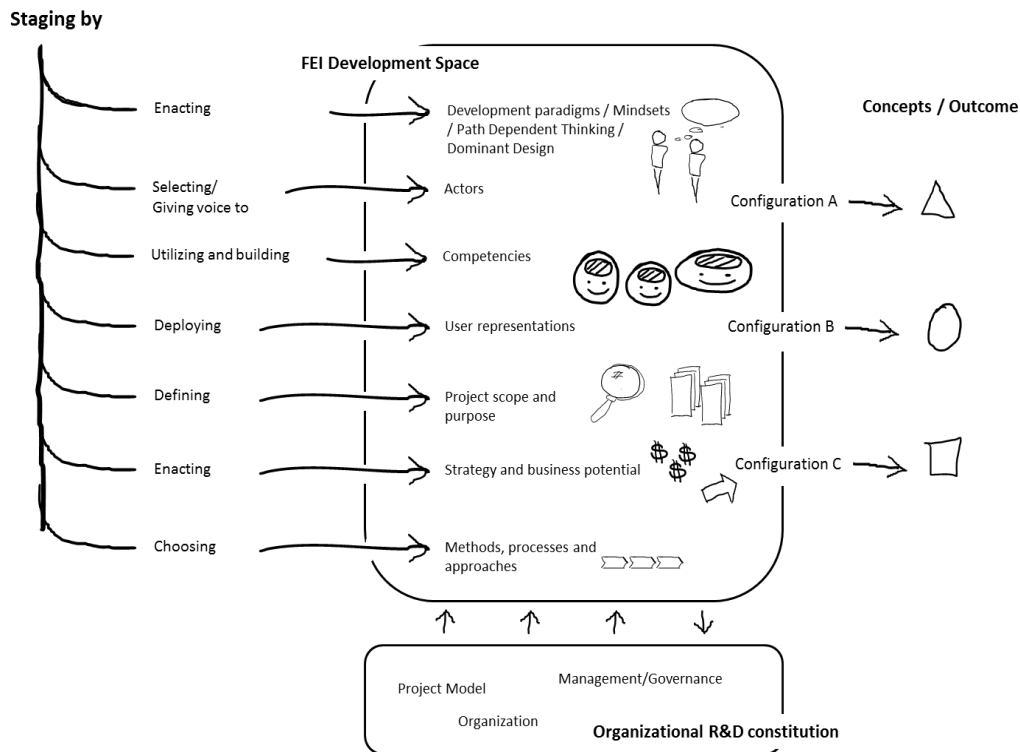 Staging by
FEI Development Space
Concepts / Outcome
Enacting
Development paradigms / Mindsets
/ Path Dependent Thinking /
Dominant Design
Selecting/
Giving voice to
Actors
Configuration A
Utilizing and building
Competencies
Deploying
User representations
Configuration B
Defining
Project scope and
purpose
Enacting
Strategy and business potential
$ $
$
Configuration C
Choosing
Methods, processes and
approaches
Project Model
Management/Governance
Organization
Organizational R&D constitution